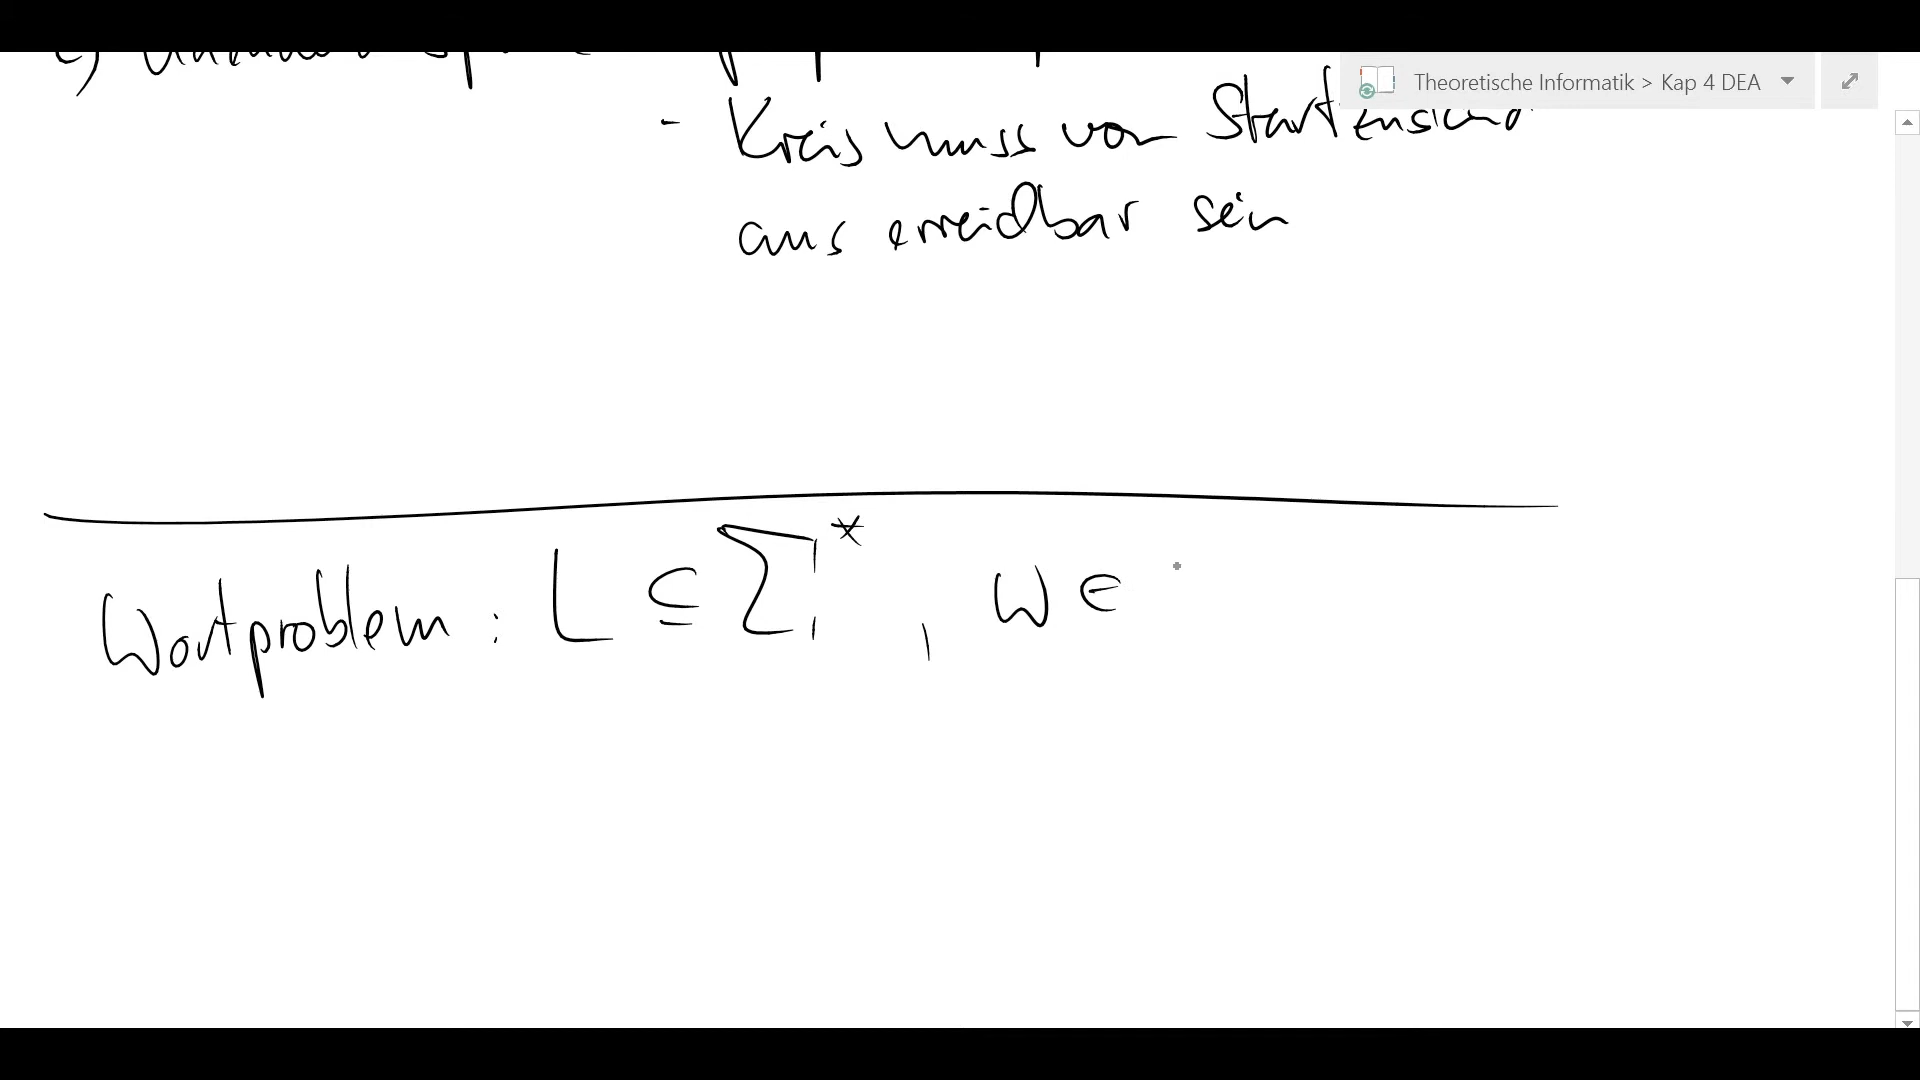 Theoretische Informatik > Kap 4 DEA
- Kreis muss von Startzustand
aus erreichbar sein
Wortproblem: L ⊆ Σ* , w ∈